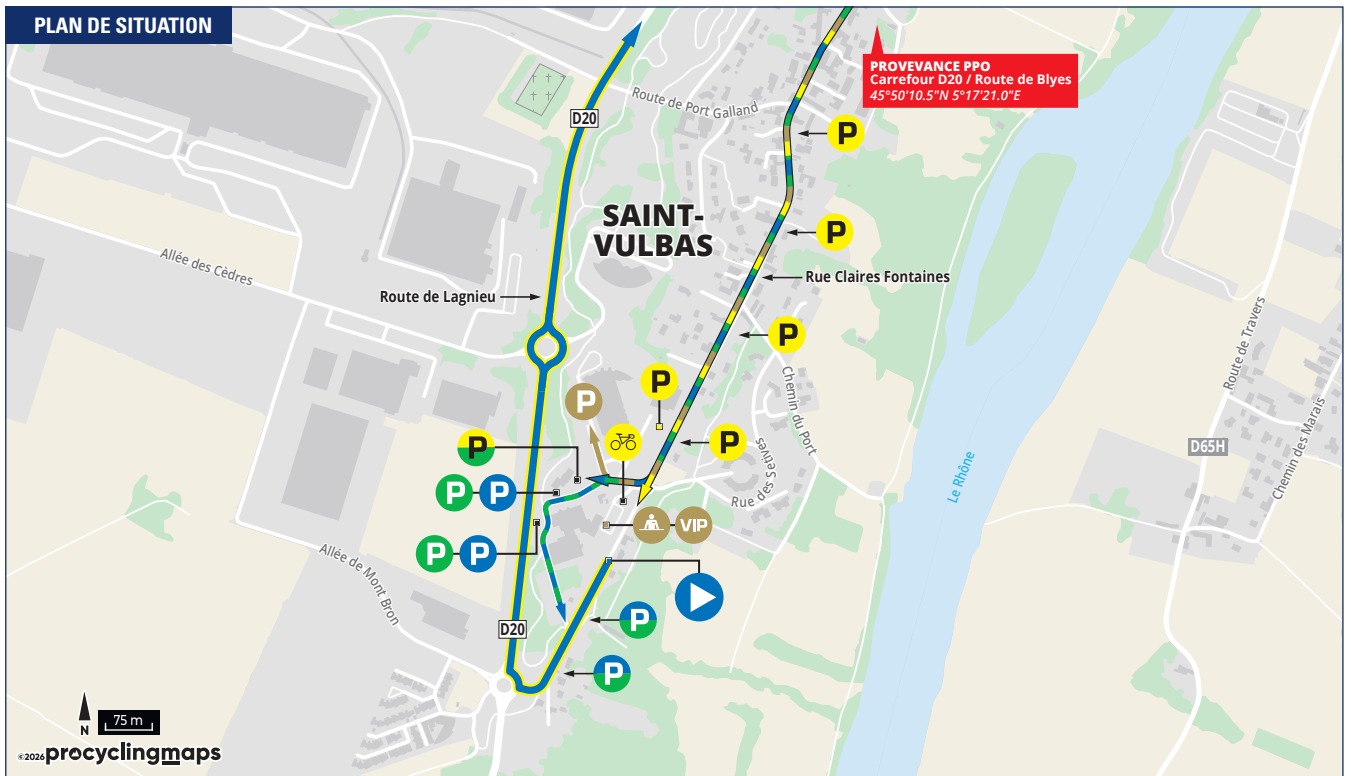 PLAN DE SITUATION
PROVEVANCE PPO
Carrefour D20 / Route de Blyes
45°50'10.5"N 5°17'21.0"E
Route de Port Galland
D20
P
SAINT-
VULBAS
P
Allée des Cèdres
Rue Claires Fontaines
Route de Lagnieu
P
Route de Travers
Chemin du Port
P
P
Chemin des Marais
P
P
D65H
Rue des Setives
Le Rhône
P P
VIP
P P
Allée de Mont Bron
P
D20
P
N
75 m
©2026 procyclingmaps